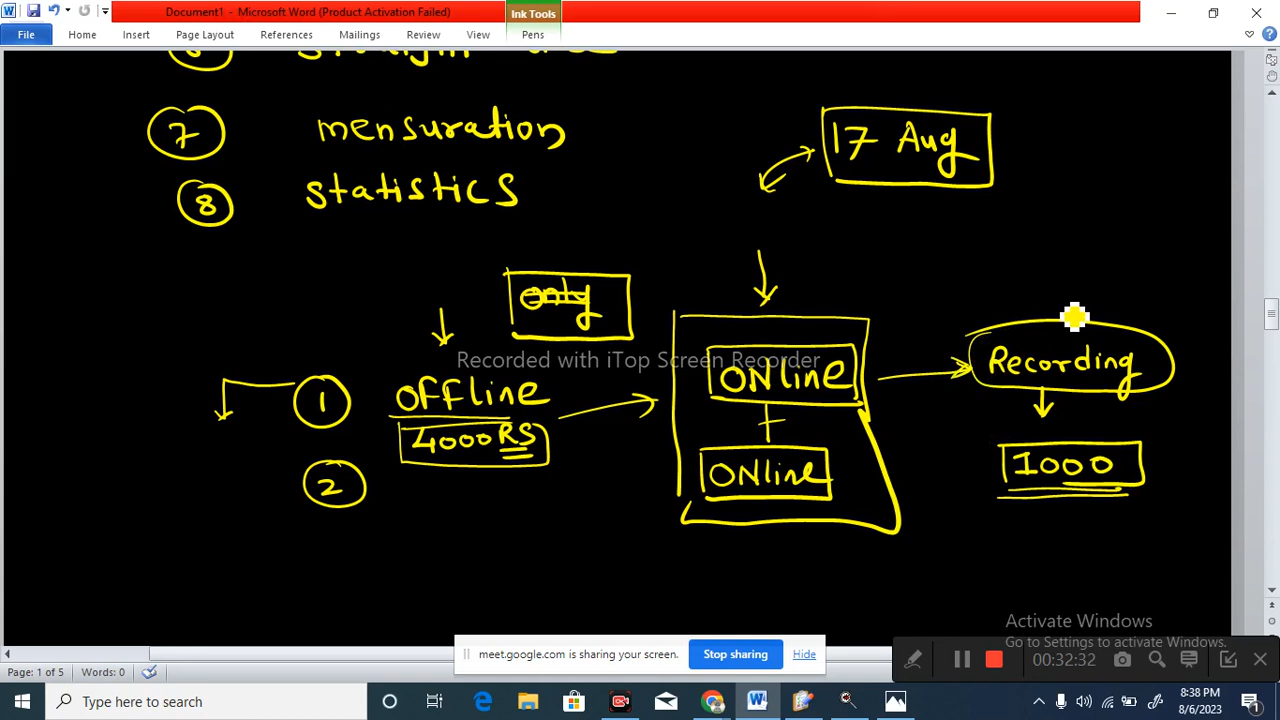 Document1 - Microsoft Word (Product Activation Failed)
Ink Tools
File Home Insert Page Layout References Mailings Review View Pens
7 mensuration
17 Aug
8 statistics
only
Recorded with iTop Screen Recorder
1 OFFline
ONline
Recording
4000 RS
+
2
ONline
1000
Activate Windows
Go to Settings to activate Windows.
meet.google.com is sharing your screen. Stop sharing Hide
00:32:32
Page: 1 of 5 Words: 0
Type here to search
8:38 PM
8/6/2023